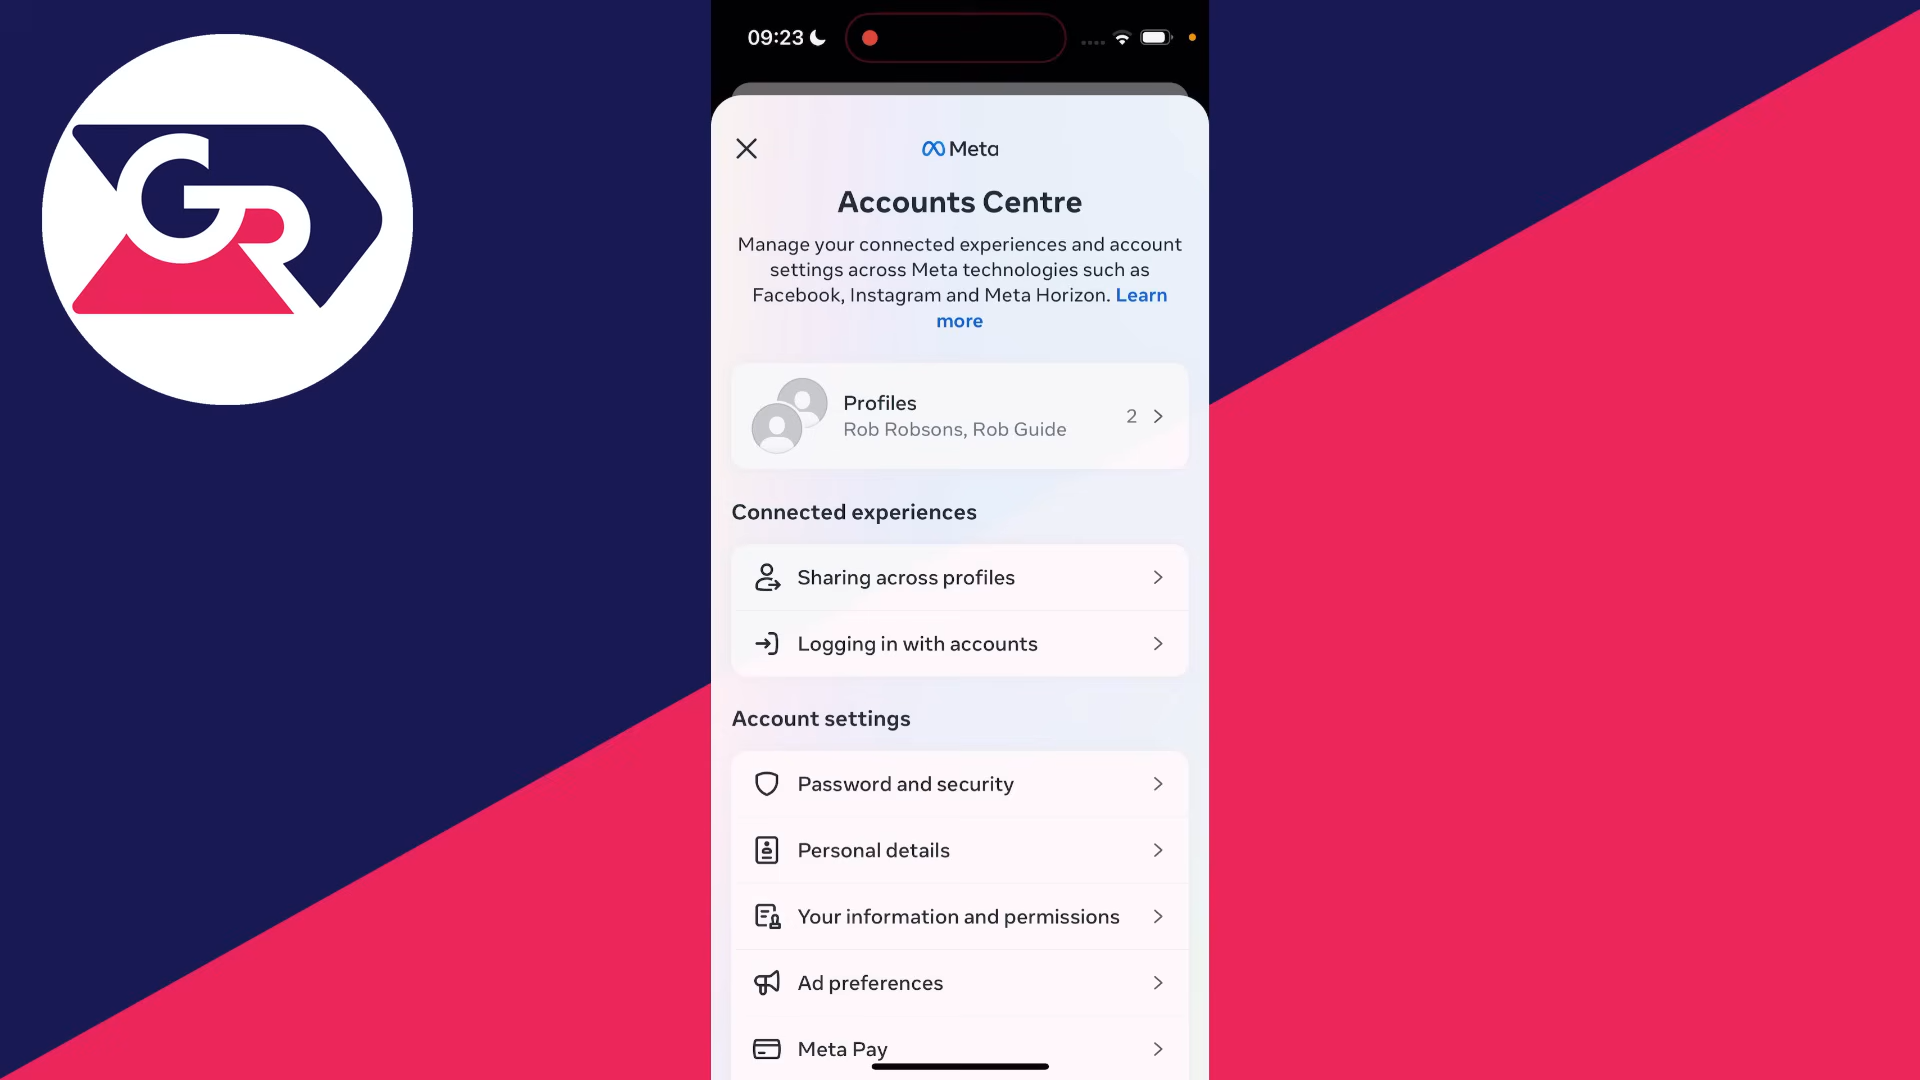 GR
09:23
Meta
Accounts Centre
Manage your connected experiences and account
settings across Meta technologies such as
Facebook, Instagram and Meta Horizon. Learn
more
Profiles
Rob Robsons, Rob Guide
2
Connected experiences
Sharing across profiles
Logging in with accounts
Account settings
Password and security
Personal details
Your information and permissions
Ad preferences
Meta Pay